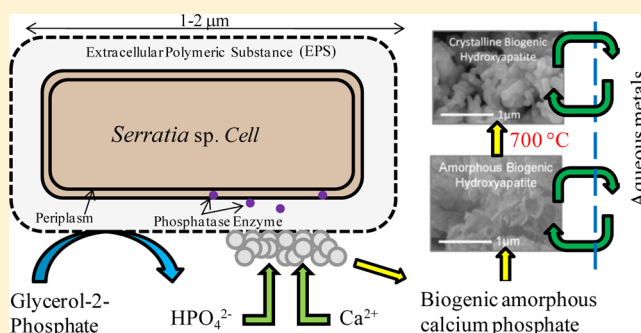 1-2 μm
Extracellular Polymeric Substance (EPS)
Serratia sp. Cell
Periplasm
Phosphatase Enzyme
Glycerol-2-
Phosphate
HPO₄²⁻
Ca²⁺
Crystalline Biogenic
Hydroxyapatite
1μm
700 °C
Amorphous Biogenic
Hydroxyapatite
1μm
Biogenic amorphous
calcium phosphate
Aqueous metals